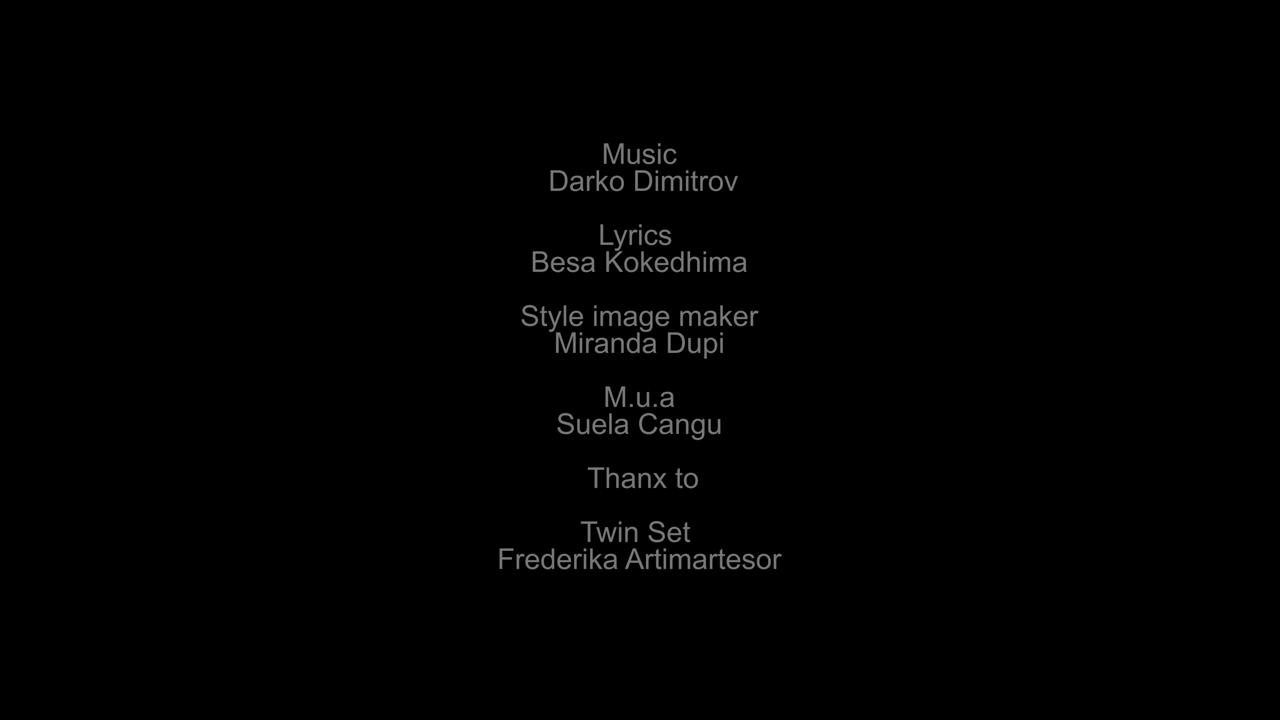 Music
Darko Dimitrov
Lyrics
Besa Kokedhima
Style image maker
Miranda Dupi
M.u.a
Suela Cangu
Thanx to
Twin Set
Frederika Artimartesor